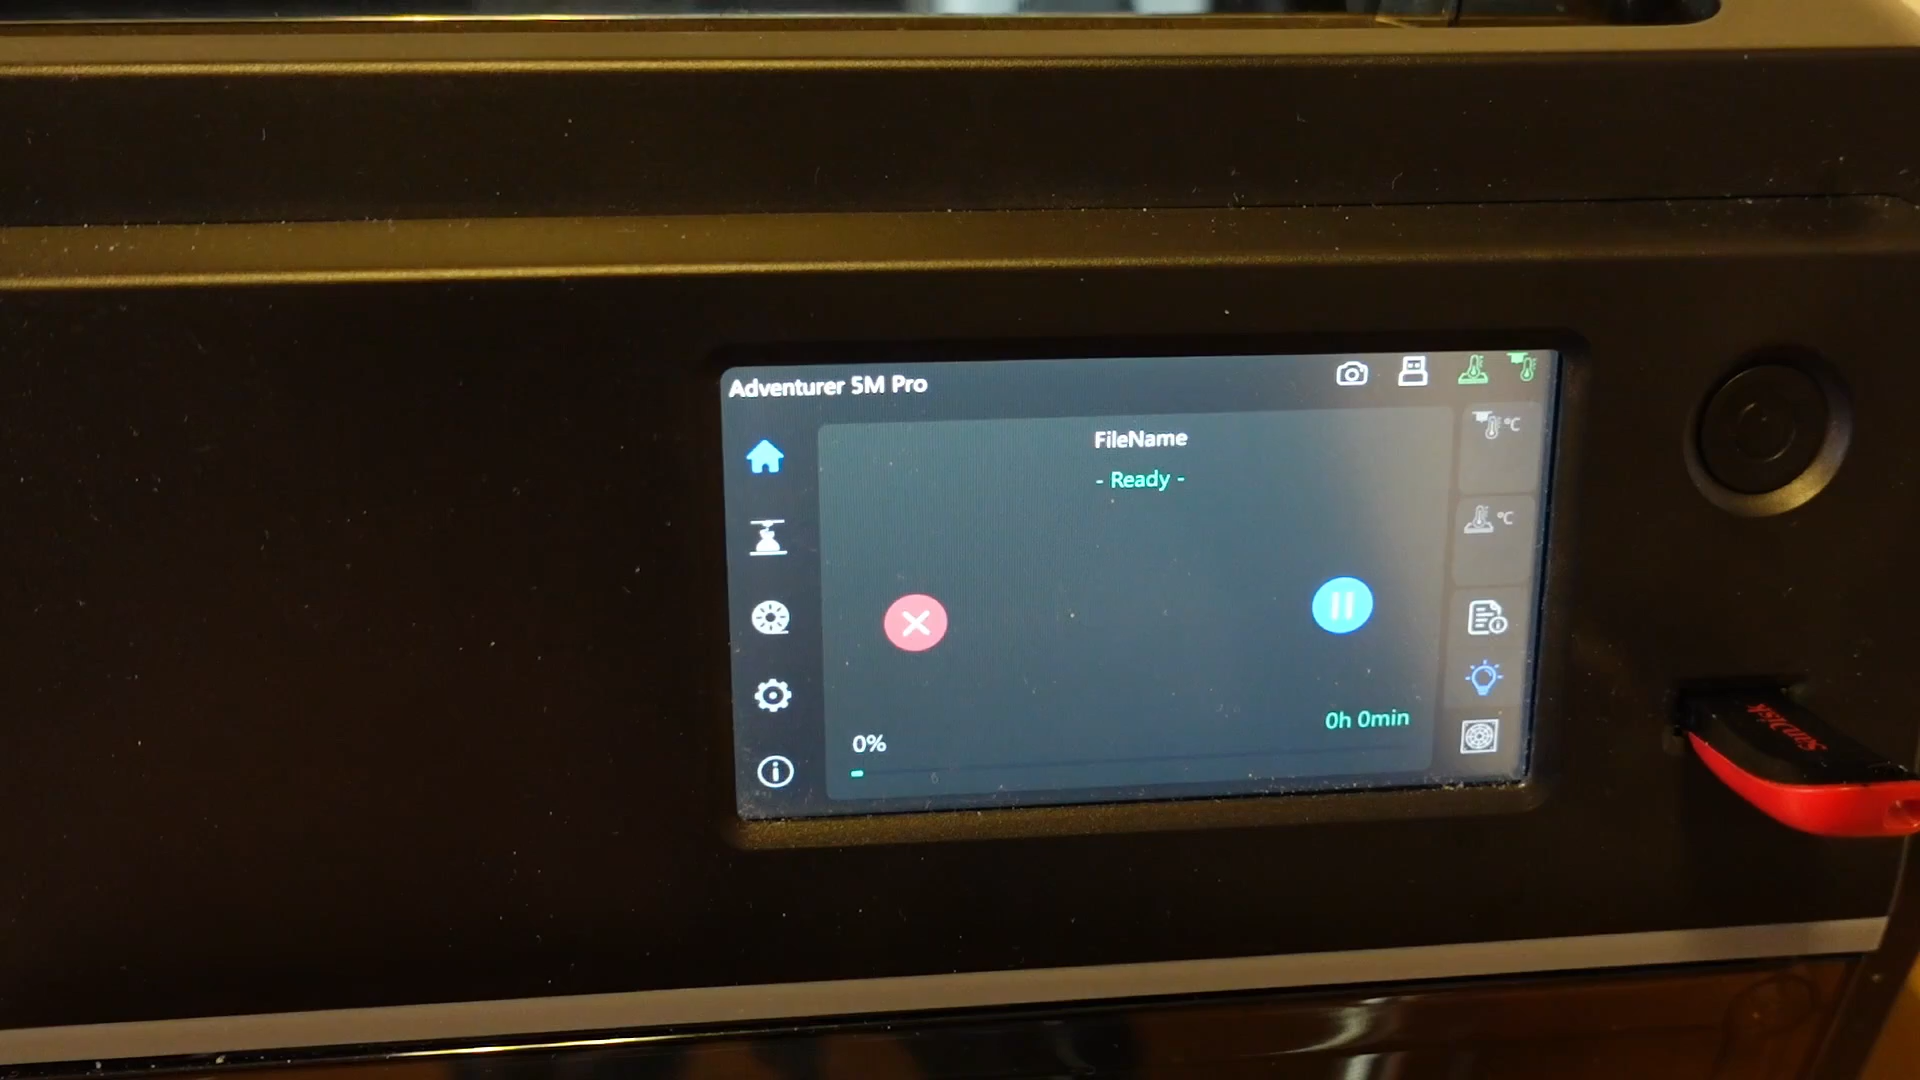 Adventurer 5M Pro
FileName
- Ready -
°C
°C
0h 0min
0%
SanDisk